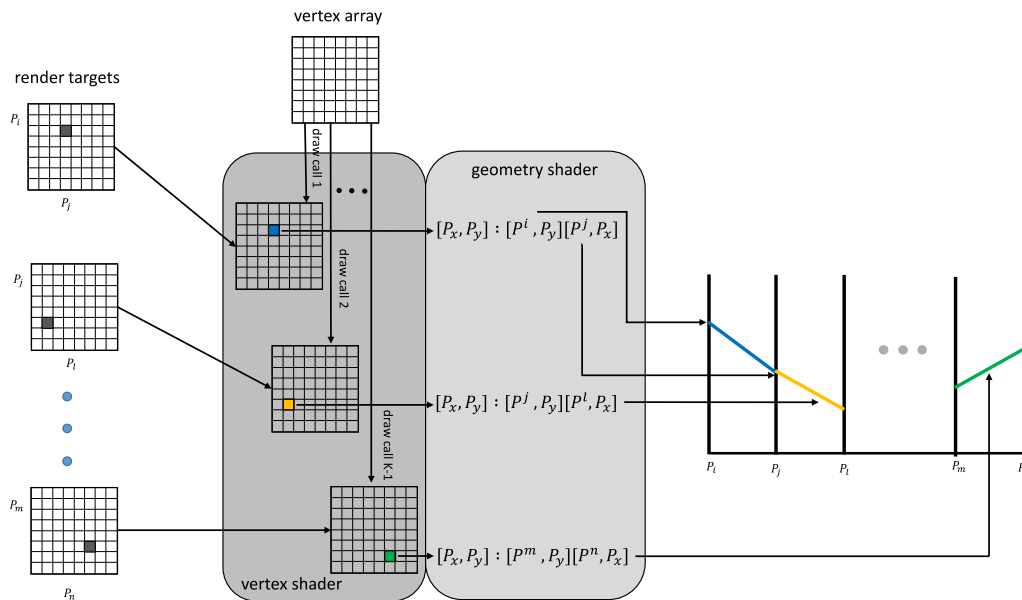 vertex array
render targets
P_i
P_j
draw call 1
• • •
geometry shader
[P_x, P_y] : [P^i, P_y][P^j, P_x]
P_j
P_l
draw call 2
[P_x, P_y] : [P^j, P_y][P^l, P_x]
draw call K-1
P_i
P_j
P_l
P_m
P_m
P_n
[P_x, P_y] : [P^m, P_y][P^n, P_x]
vertex shader